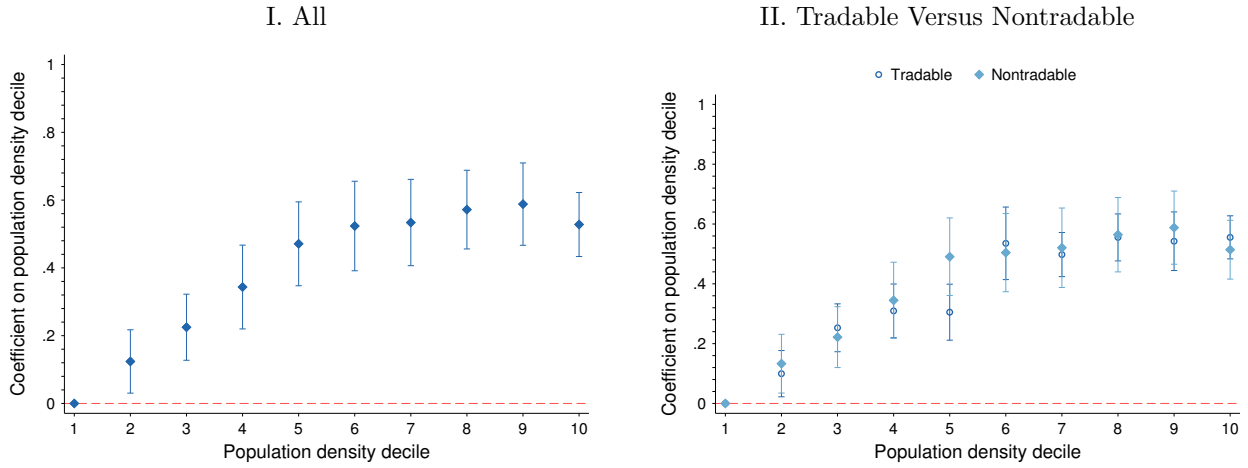 I. All
Coefficient on population density decile
1
.8
.6
.4
.2
0
1 2 3 4 5 6 7 8 9 10
Population density decile
II. Tradable Versus Nontradable
Tradable Nontradable
Coefficient on population density decile
1
.8
.6
.4
.2
0
1 2 3 4 5 6 7 8 9 10
Population density decile